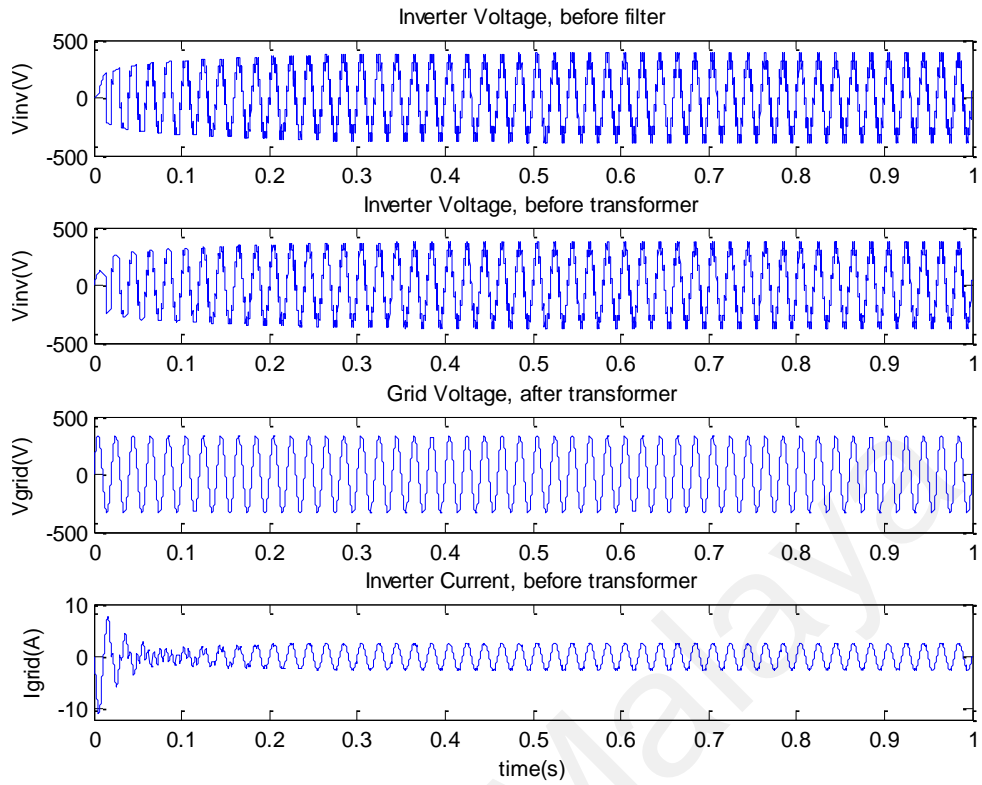 Inverter Voltage, before filter
500
0
-500
Vinv(V)
0 0.1 0.2 0.3 0.4 0.5 0.6 0.7 0.8 0.9 1
Inverter Voltage, before transformer
500
0
-500
Vinv(V)
0 0.1 0.2 0.3 0.4 0.5 0.6 0.7 0.8 0.9 1
Grid Voltage, after transformer
500
0
-500
Vgrid(V)
0 0.1 0.2 0.3 0.4 0.5 0.6 0.7 0.8 0.9 1
Inverter Current, before transformer
10
0
-10
Igrid(A)
0 0.1 0.2 0.3 0.4 0.5 0.6 0.7 0.8 0.9 1
time(s)
Malaya